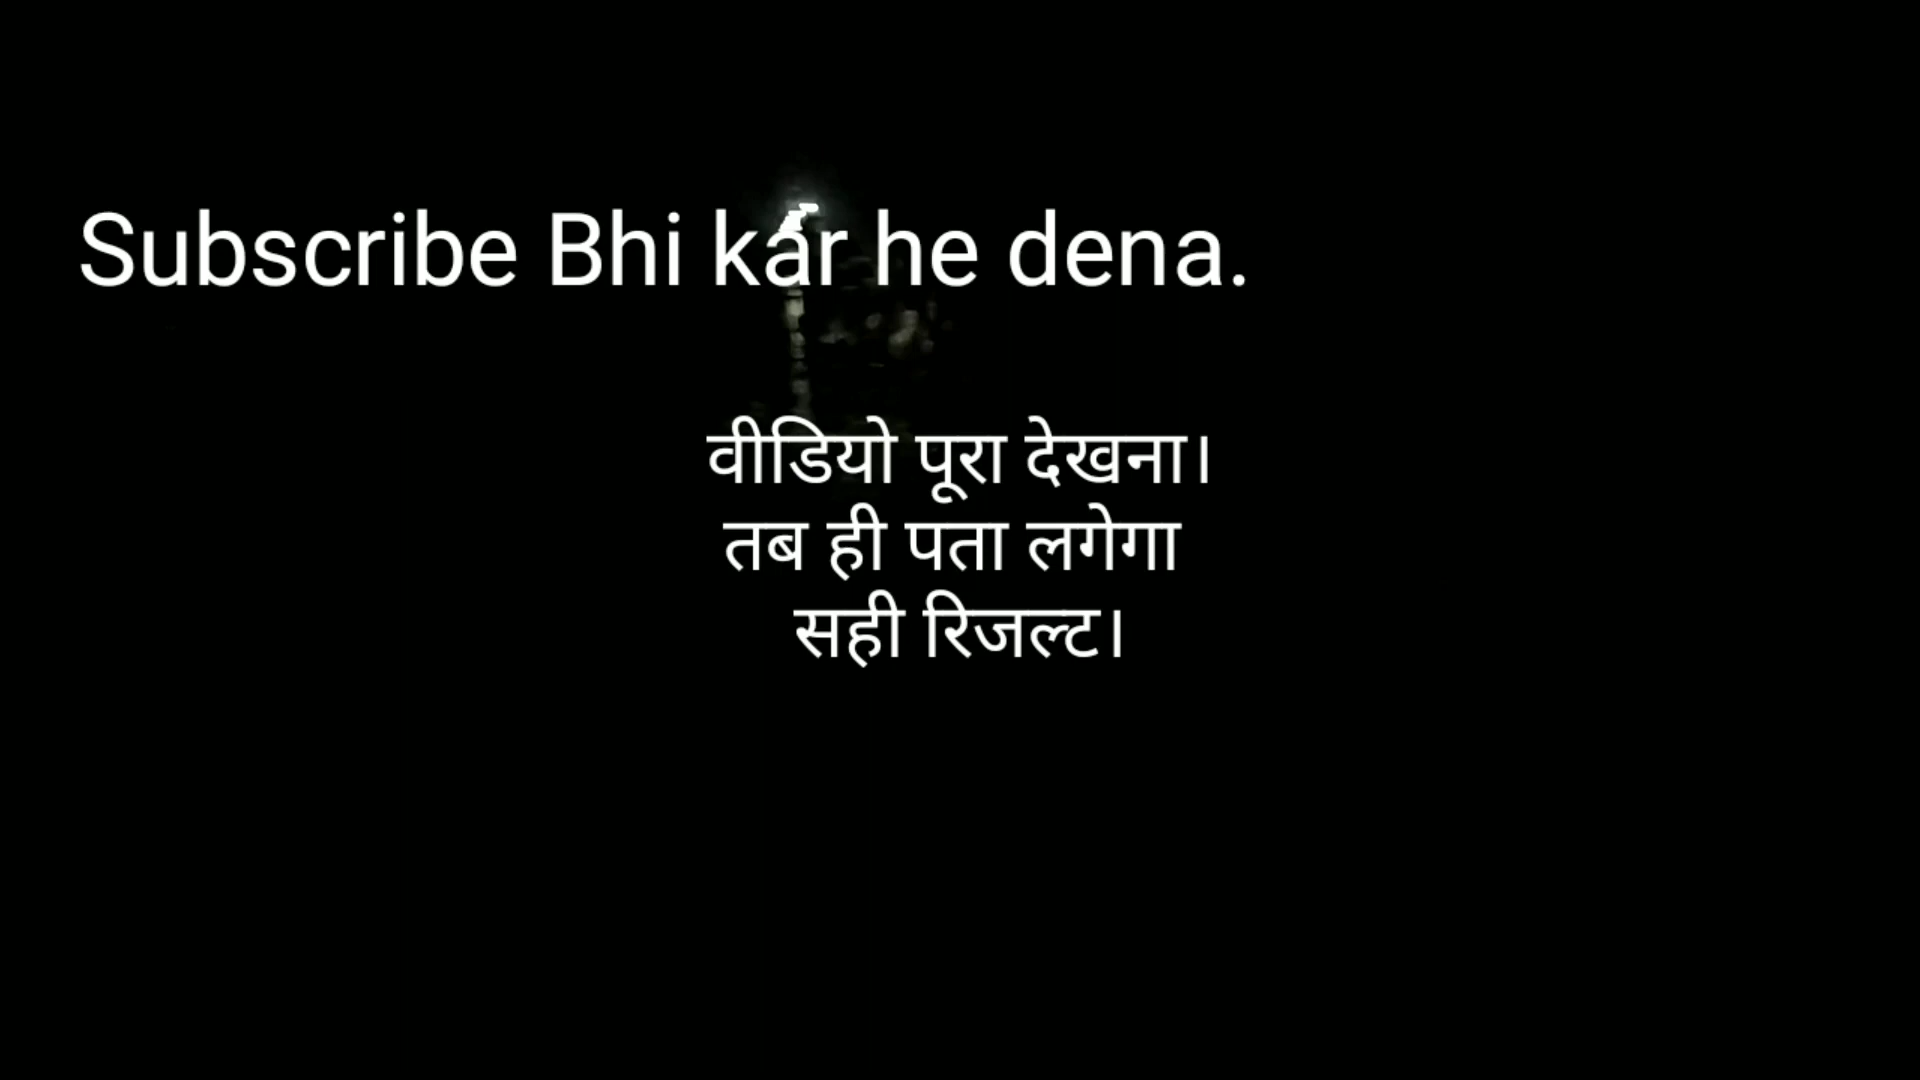 Subscribe Bhi kar he dena.
वीडियो पूरा देखना।
तब ही पता लगेगा
सही रिजल्ट।